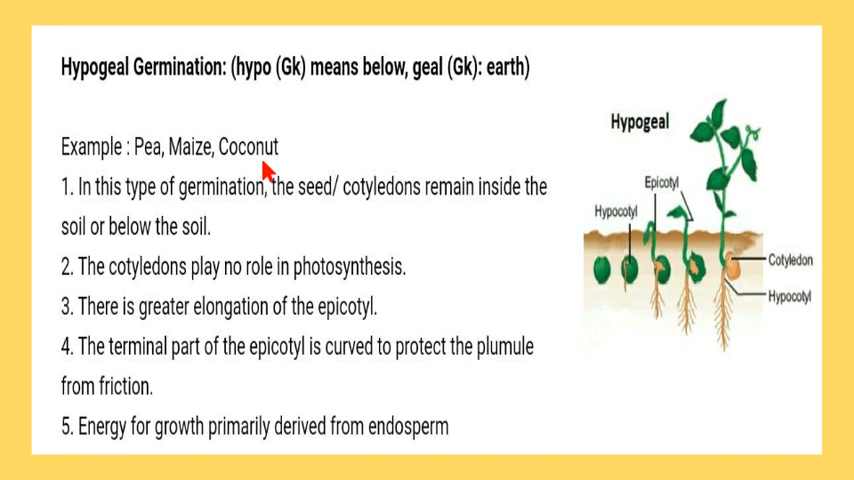 Hypogeal Germination: (hypo (Gk) means below, geal (Gk): earth)
Example : Pea, Maize, Coconut
1. In this type of germination, the seed/ cotyledons remain inside the
soil or below the soil.
2. The cotyledons play no role in photosynthesis.
3. There is greater elongation of the epicotyl.
4. The terminal part of the epicotyl is curved to protect the plumule
from friction.
5. Energy for growth primarily derived from endosperm
Hypogeal
Epicotyl
Hypocotyl
Cotyledon
Hypocotyl